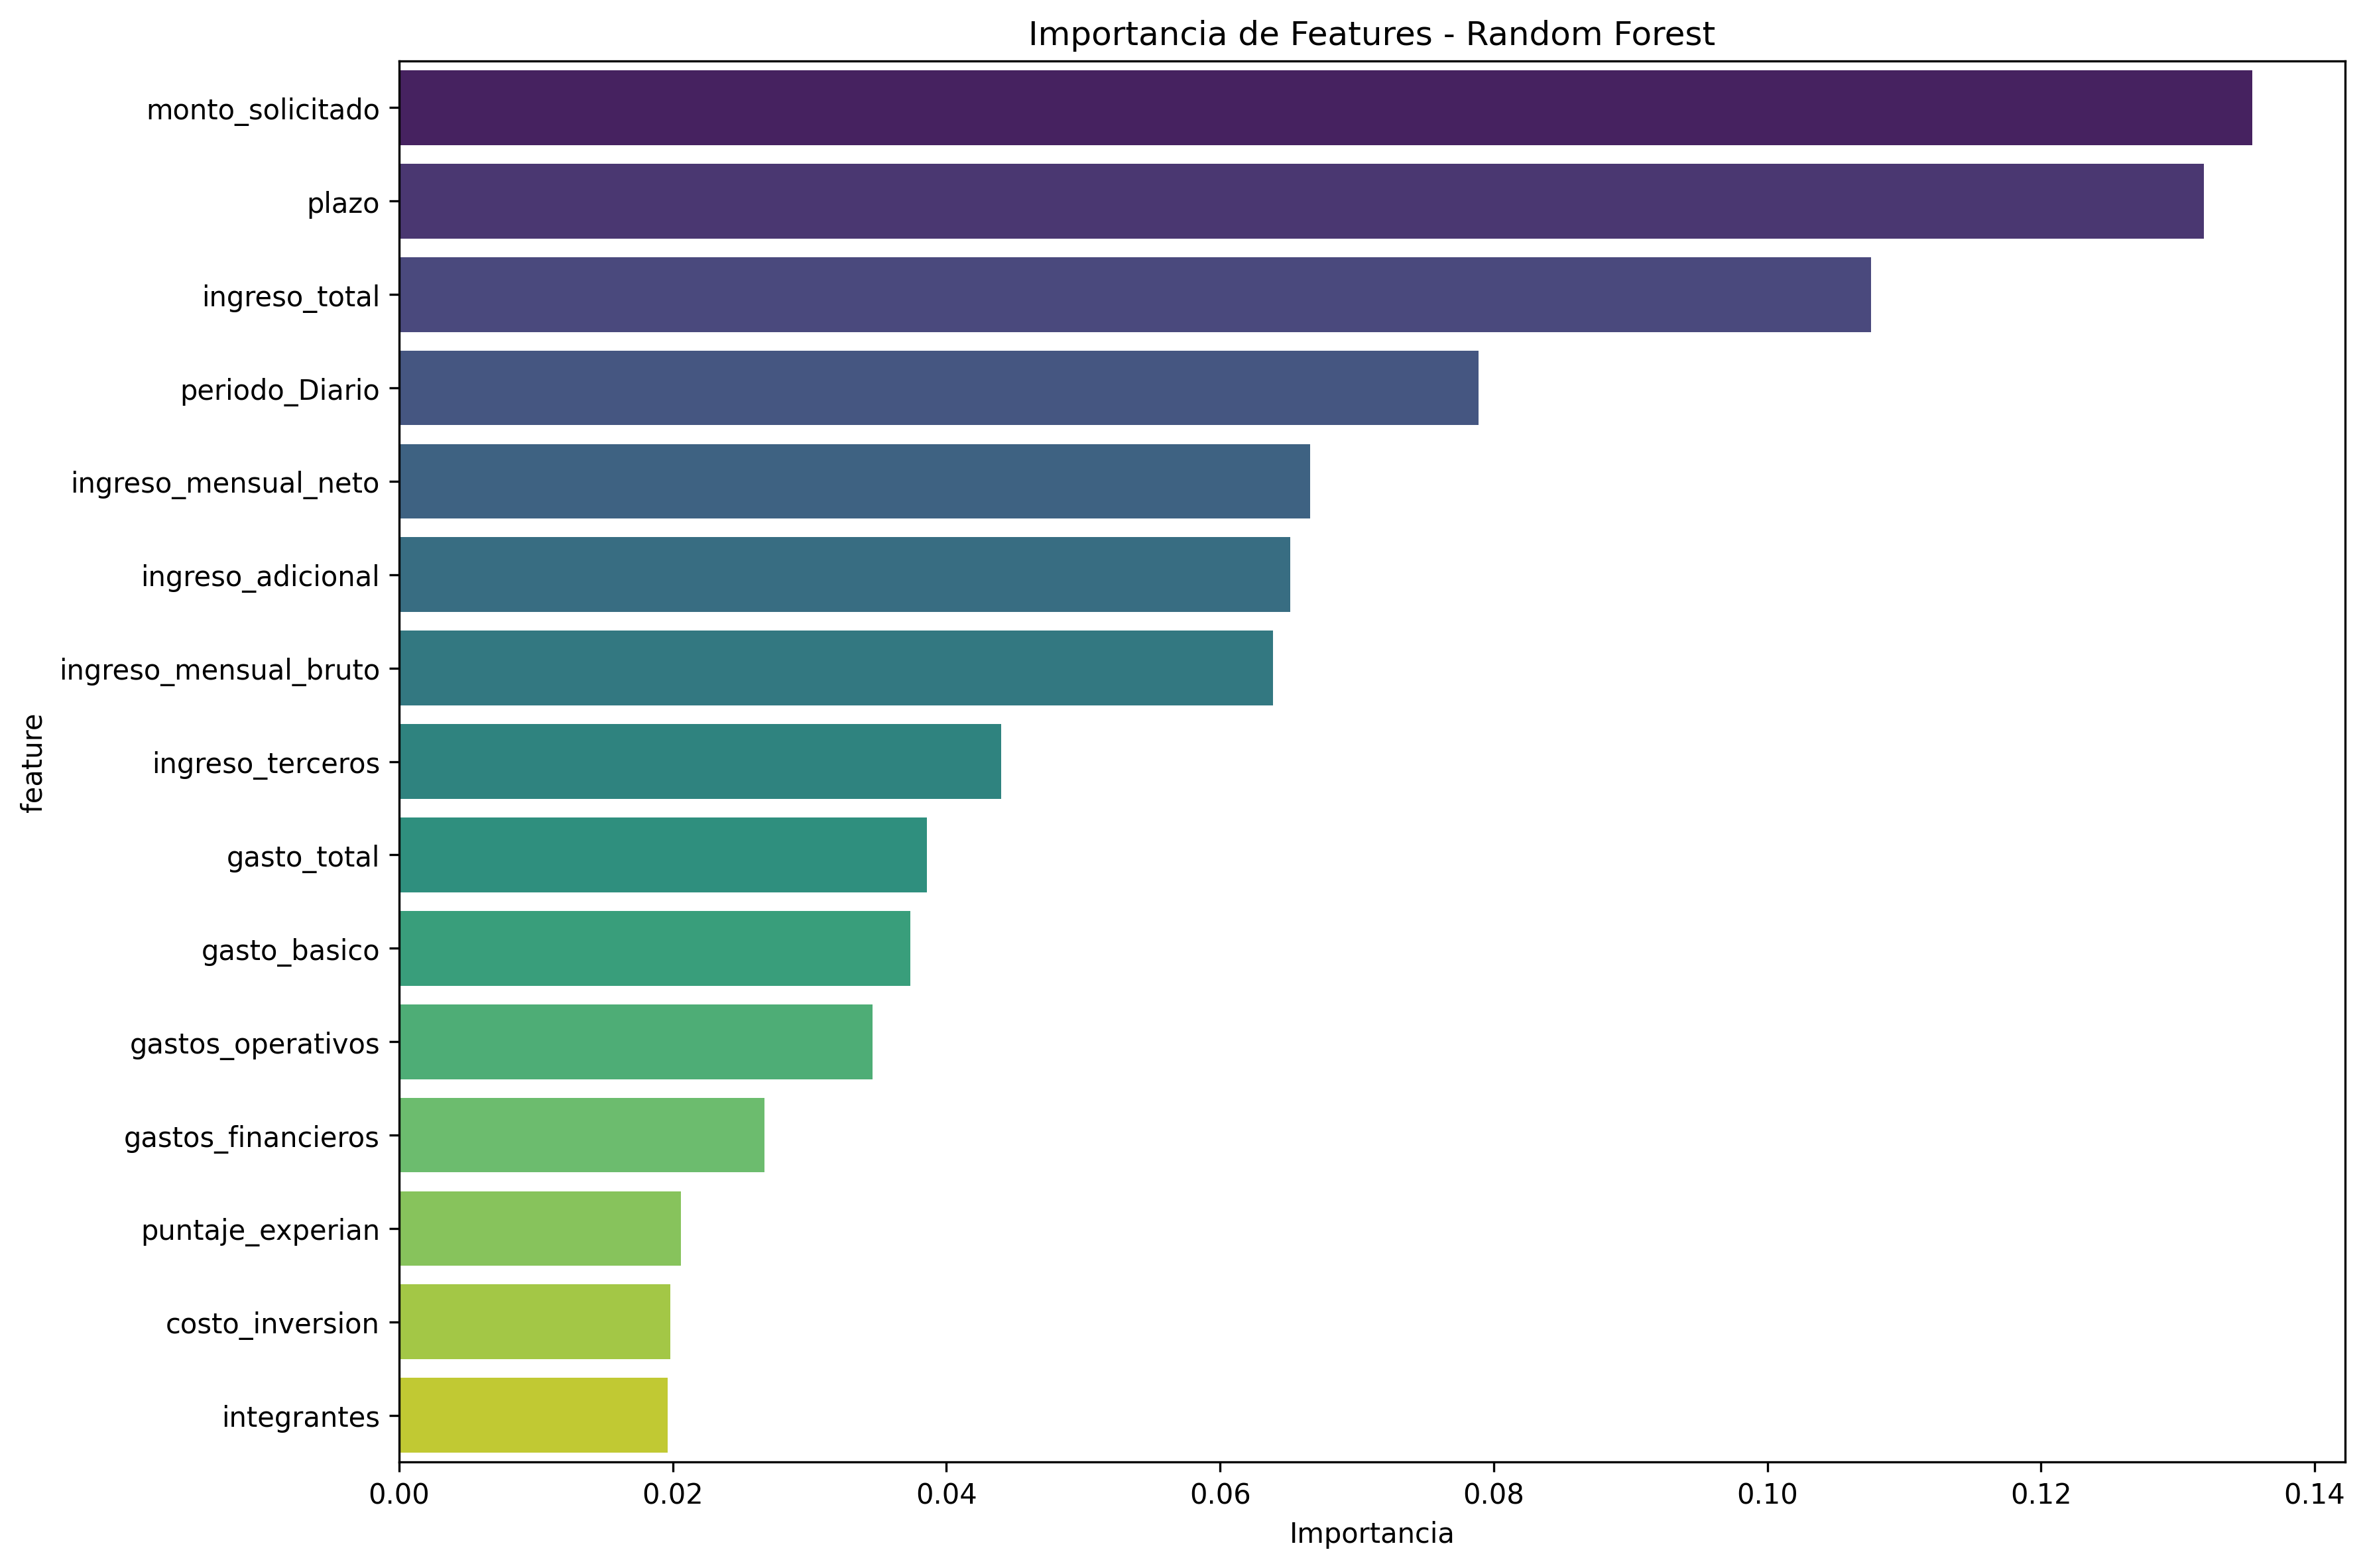 Importancia de Features - Random Forest
monto_solicitado
plazo
ingreso_total
periodo_Diario
ingreso_mensual_neto
ingreso_adicional
ingreso_mensual_bruto
ingreso_terceros
gasto_total
gasto_basico
gastos_operativos
gastos_financieros
puntaje_experian
costo_inversion
integrantes
feature
0.00 0.02 0.04 0.06 0.08 0.10 0.12 0.14
Importancia